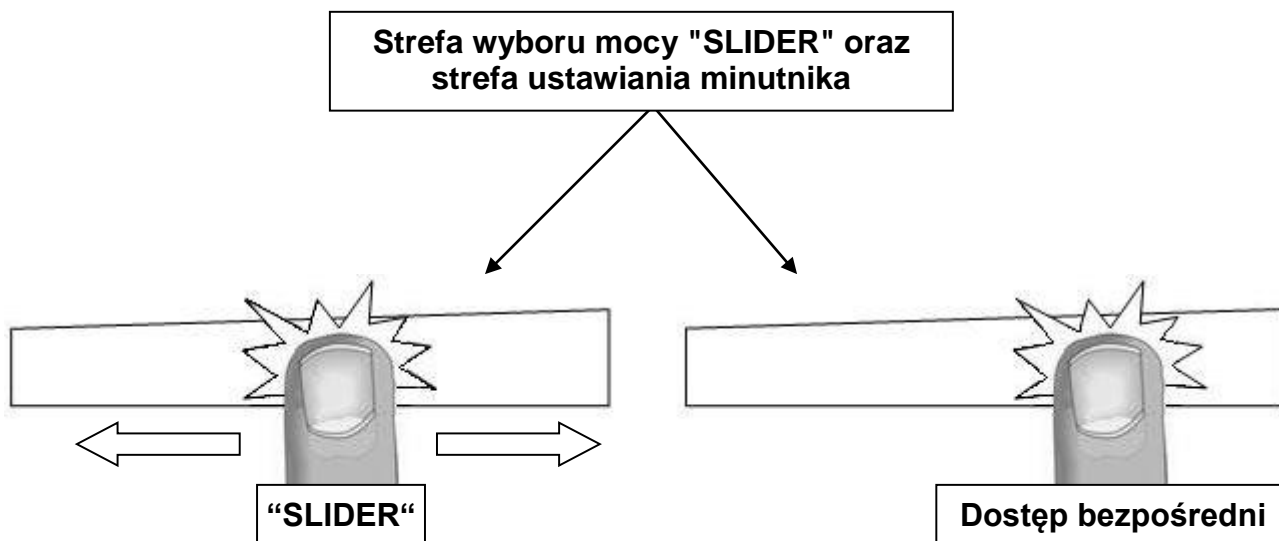 Strefa wyboru mocy "SLIDER" oraz
strefa ustawiania minutnika
“SLIDER“
Dostęp bezpośredni